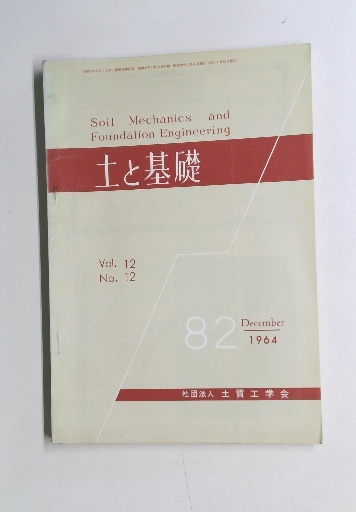 Soil Mechanics and
Foundation Engineering
土と基礎
Vol. 12
No. 12
82
December
1964
社団法人 土質工学会